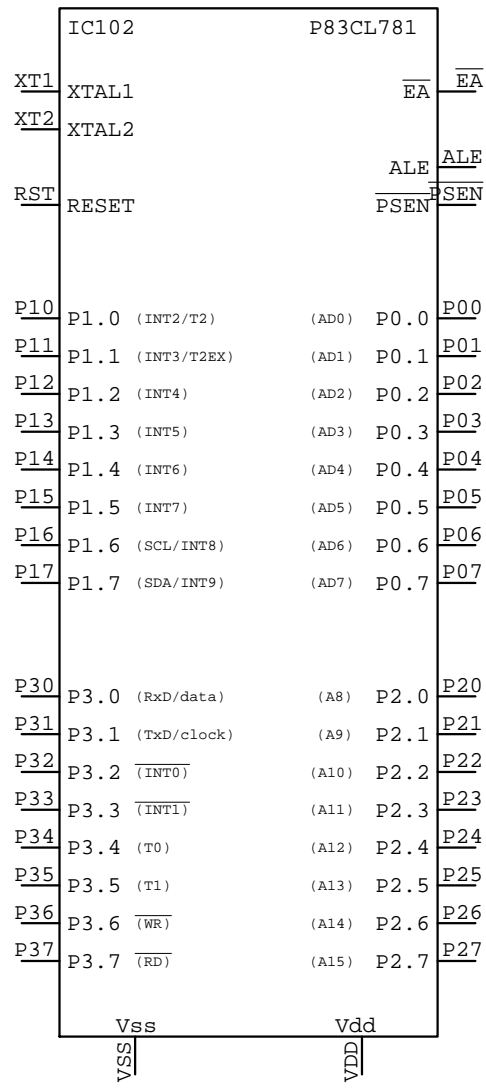 IC102 P83CL781
XT1 XTAL1 EA EA
XT2 XTAL2
ALE ALE
RST RESET PSEN PSEN
P10 P1.0 (INT2/T2) (AD0) P0.0 P00
P11 P1.1 (INT3/T2EX) (AD1) P0.1 P01
P12 P1.2 (INT4) (AD2) P0.2 P02
P13 P1.3 (INT5) (AD3) P0.3 P03
P14 P1.4 (INT6) (AD4) P0.4 P04
P15 P1.5 (INT7) (AD5) P0.5 P05
P16 P1.6 (SCL/INT8) (AD6) P0.6 P06
P17 P1.7 (SDA/INT9) (AD7) P0.7 P07
P30 P3.0 (RxD/data) (A8) P2.0 P20
P31 P3.1 (TxD/clock) (A9) P2.1 P21
P32 P3.2 (INT0) (A10) P2.2 P22
P33 P3.3 (INT1) (A11) P2.3 P23
P34 P3.4 (T0) (A12) P2.4 P24
P35 P3.5 (T1) (A13) P2.5 P25
P36 P3.6 (WR) (A14) P2.6 P26
P37 P3.7 (RD) (A15) P2.7 P27
Vss Vdd
VSS VDD